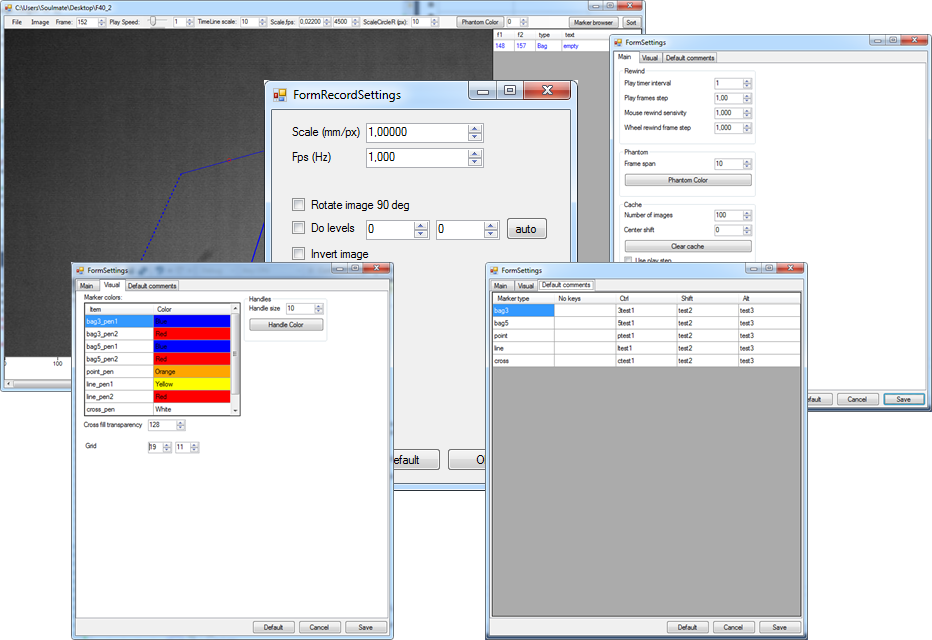 C:\Users\Soulmate\Desktop\F40_2
File Image Frame: 152 Play Speed: 1 TimeLine scale: 10 Scale,fps: 0.02200 4500 ScaleCircleR (px): 10 Phantom Color 0 Marker browser Sort
f1 f2 type text
148 157 Bag empty
100
FormSettings
Main Visual Default comments
Rewind
Play timer interval 1
Play frames step 1,00
Mouse rewind sensivity 1,000
Wheel rewind frame step 1,000
Phantom
Frame span 10
Phantom Color
Cache
Number of images 100
Center shift 0
Clear cache
Use play step
Cancel Save
FormRecordSettings
Scale (mm/px) 1,00000
Fps (Hz) 1,000
Rotate image 90 deg
Do levels 0 0 auto
Invert image
FormSettings
Main Visual Default comments
Marker colors:
Item Color
bag3_pen1 Blue
bag3_pen2 Red
bag5_pen1 Blue
bag5_pen2 Red
point_pen Orange
line_pen1 Yellow
line_pen2 Red
cross_pen White
Cross fill transparency 128
Grid 19 11
Handles
Handle size 10
Handle Color
Default Cancel Save
FormSettings
Main Visual Default comments
Marker type No keys Ctrl Shift Alt
bag3 3test1 test2 test3
bag5 5test1 test2 test3
point ptest1 test2 test3
line ltest1 test2 test3
cross ctest1 test2 test3
Default Cancel Save